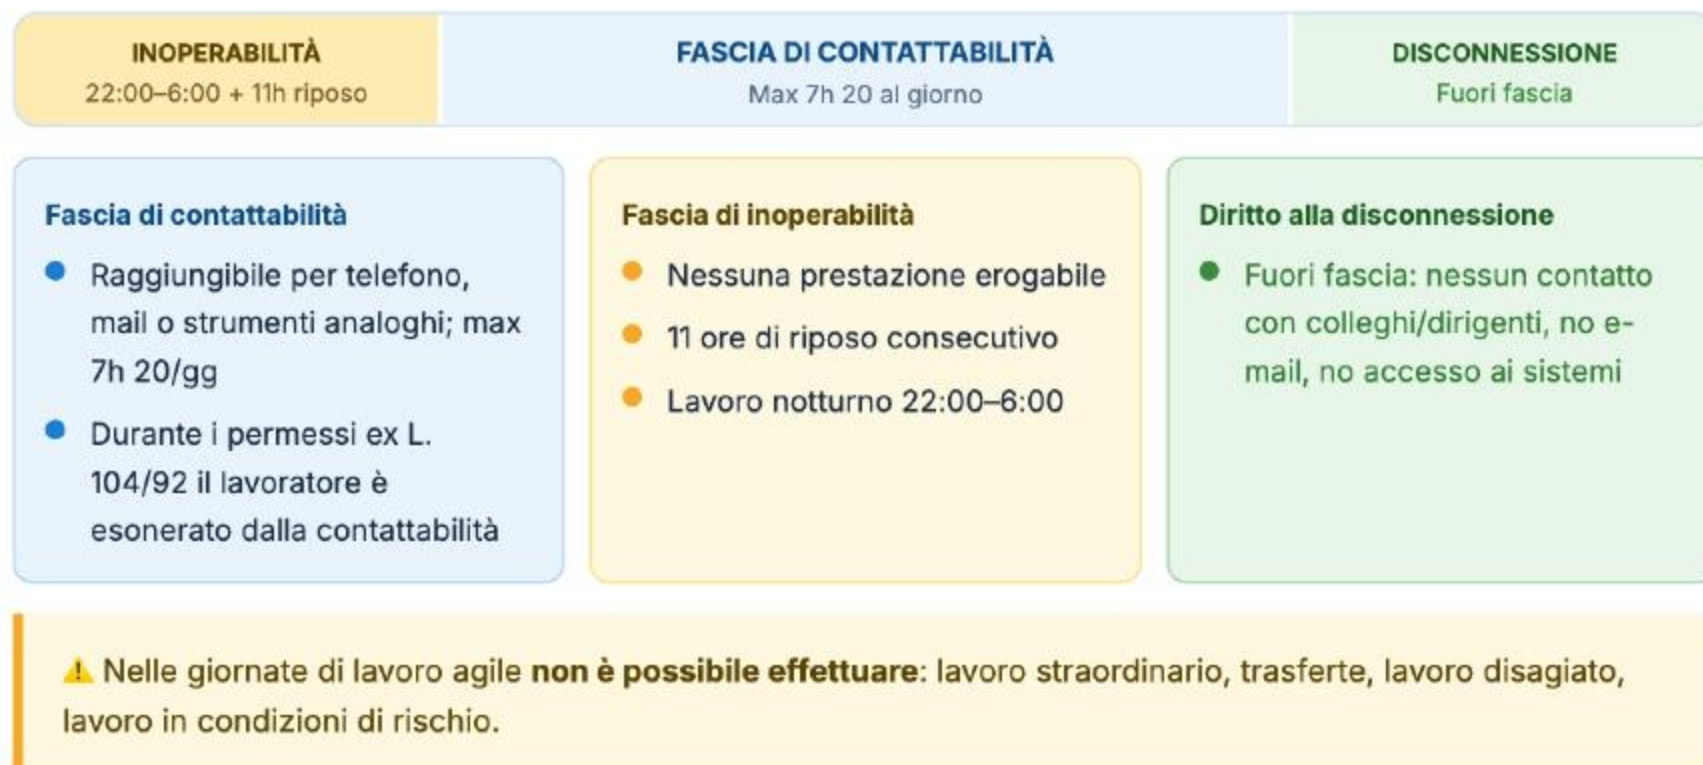 INOPERABILITÀ
22:00–6:00 + 11h riposo
FASCIA DI CONTATTABILITÀ
Max 7h 20 al giorno
DISCONNESSIONE
Fuori fascia
Fascia di contattabilità
Raggiungibile per telefono,
mail o strumenti analoghi; max
7h 20/gg
Durante i permessi ex L.
104/92 il lavoratore è
esonerato dalla contattabilità
Fascia di inoperabilità
Nessuna prestazione erogabile
11 ore di riposo consecutivo
Lavoro notturno 22:00–6:00
Diritto alla disconnessione
Fuori fascia: nessun contatto
con colleghi/dirigenti, no e-
mail, no accesso ai sistemi
⚠ Nelle giornate di lavoro agile non è possibile effettuare: lavoro straordinario, trasferte, lavoro disagiato,
lavoro in condizioni di rischio.